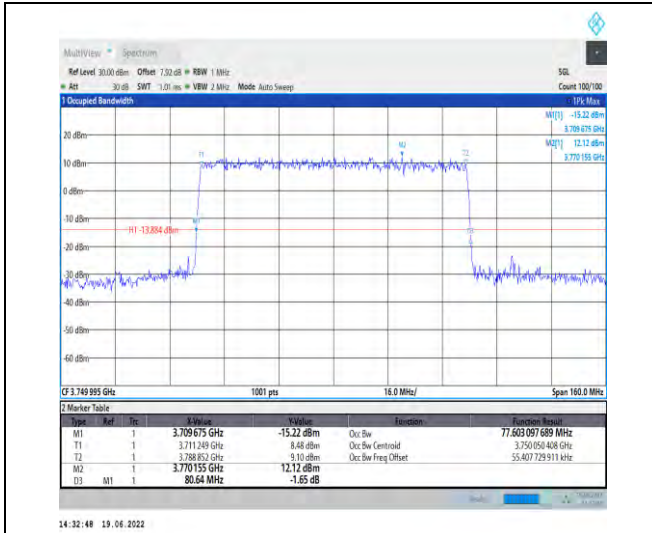 MultiView Spectrum
Ref Level 30.00 dBm Offset 7.92 dB RBW 1 MHz SGL
Att 30 dB SWT 1.01 ms VBW 2 MHz Mode Auto Sweep Count 100/100
1 Occupied Bandwidth 1Pk Max
M1[1] -15.22 dBm
3.709 675 GHz
20 dBm
M2[1] 12.12 dBm
3.770 155 GHz
T1 M2 T2
10 dBm
0 dBm
-10 dBm
M1
H1 -13.884 dBm
D3
-20 dBm
-30 dBm
-40 dBm
-50 dBm
-60 dBm
CF 3.749 995 GHz 1001 pts 16.0 MHz/ Span 160.0 MHz
2 Marker Table
Type Ref Trc X-Value Y-Value Function Function Result
M1 1 3.709 675 GHz -15.22 dBm Occ Bw 77.603 097 689 MHz
T1 1 3.711 249 GHz 8.48 dBm Occ Bw Centroid 3.750 050 408 GHz
T2 1 3.788 852 GHz 9.10 dBm Occ Bw Freq Offset 55.407 729 911 kHz
M2 1 3.770 155 GHz 12.12 dBm
D3 M1 1 80.64 MHz -1.65 dB
14:32:48 19.06.2022